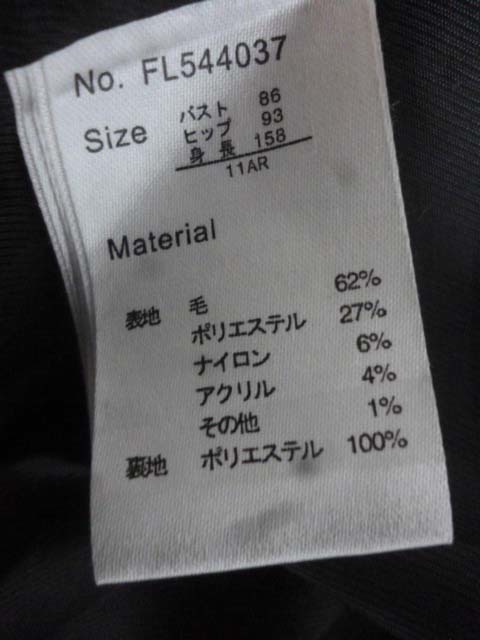 No. FL544037
Size バスト 86
ヒップ 93
身長 158
11AR
Material
表地 毛 62%
ポリエステル 27%
ナイロン 6%
アクリル 4%
その他 1%
裏地 ポリエステル 100%